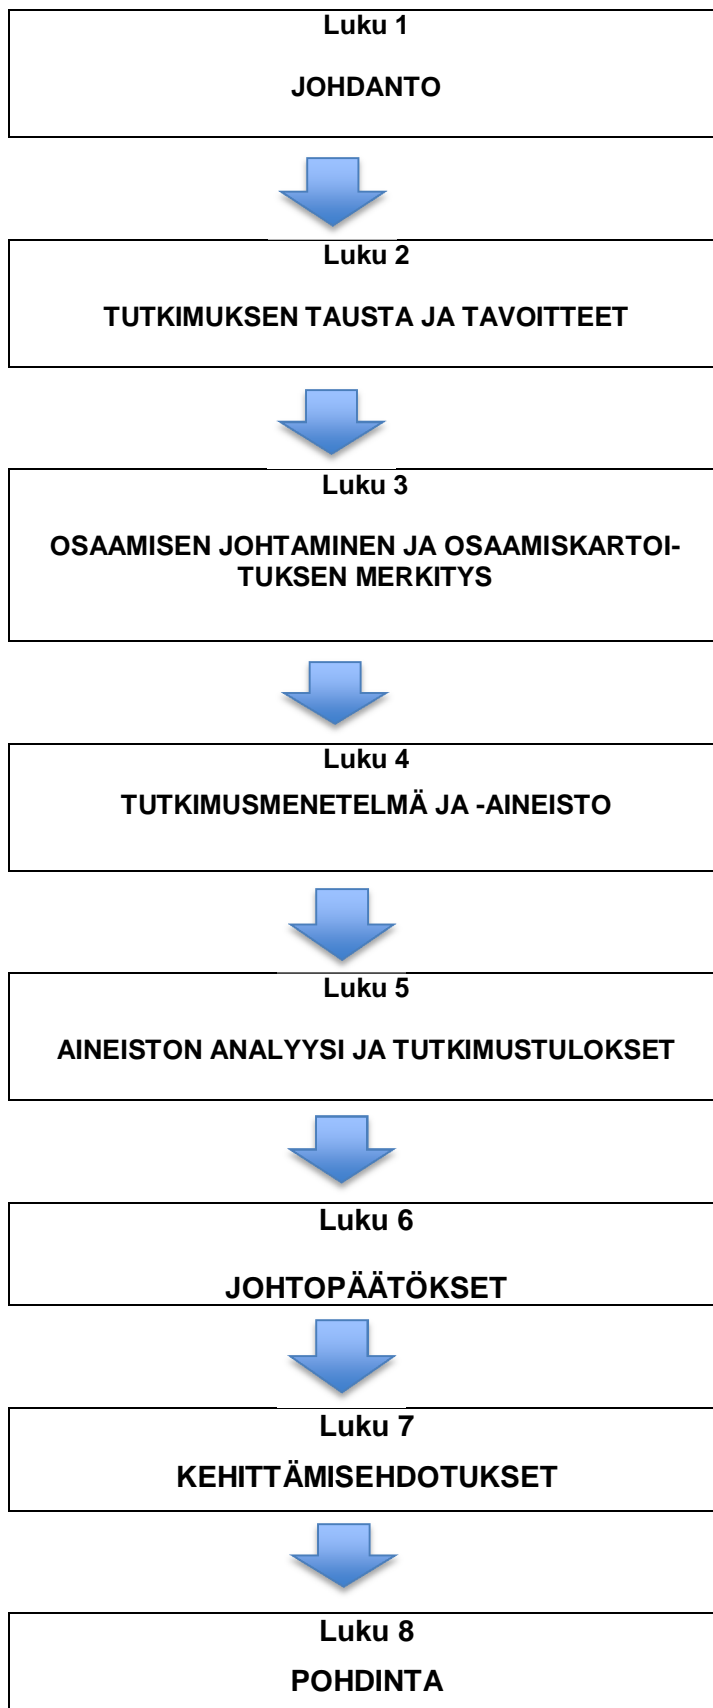 Luku 1
JOHDANTO
Luku 2
TUTKIMUKSEN TAUSTA JA TAVOITTEET
Luku 3
OSAAMISEN JOHTAMINEN JA OSAAMISKARTOI-
TUKSEN MERKITYS
Luku 4
TUTKIMUSMENETELMÄ JA -AINEISTO
Luku 5
AINEISTON ANALYYSI JA TUTKIMUSTULOKSET
Luku 6
JOHTOPÄÄTÖKSET
Luku 7
KEHITTÄMISEHDOTUKSET
Luku 8
POHDINTA